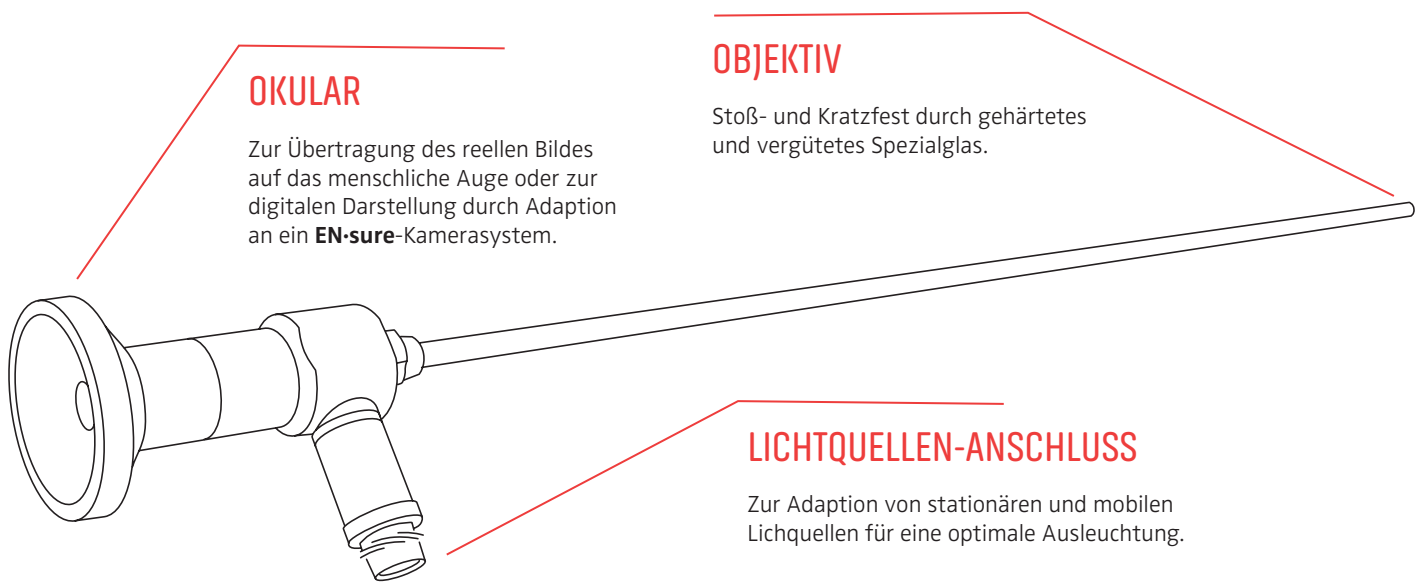 OKULAR
Zur Übertragung des reellen Bildes
auf das menschliche Auge oder zur
digitalen Darstellung durch Adaption
an ein EN·sure-Kamerasystem.
OBJEKTIV
Stoß- und Kratzfest durch gehärtetes
und vergütetes Spezialglas.
LICHTQUELLEN-ANSCHLUSS
Zur Adaption von stationären und mobilen
Lichquellen für eine optimale Ausleuchtung.